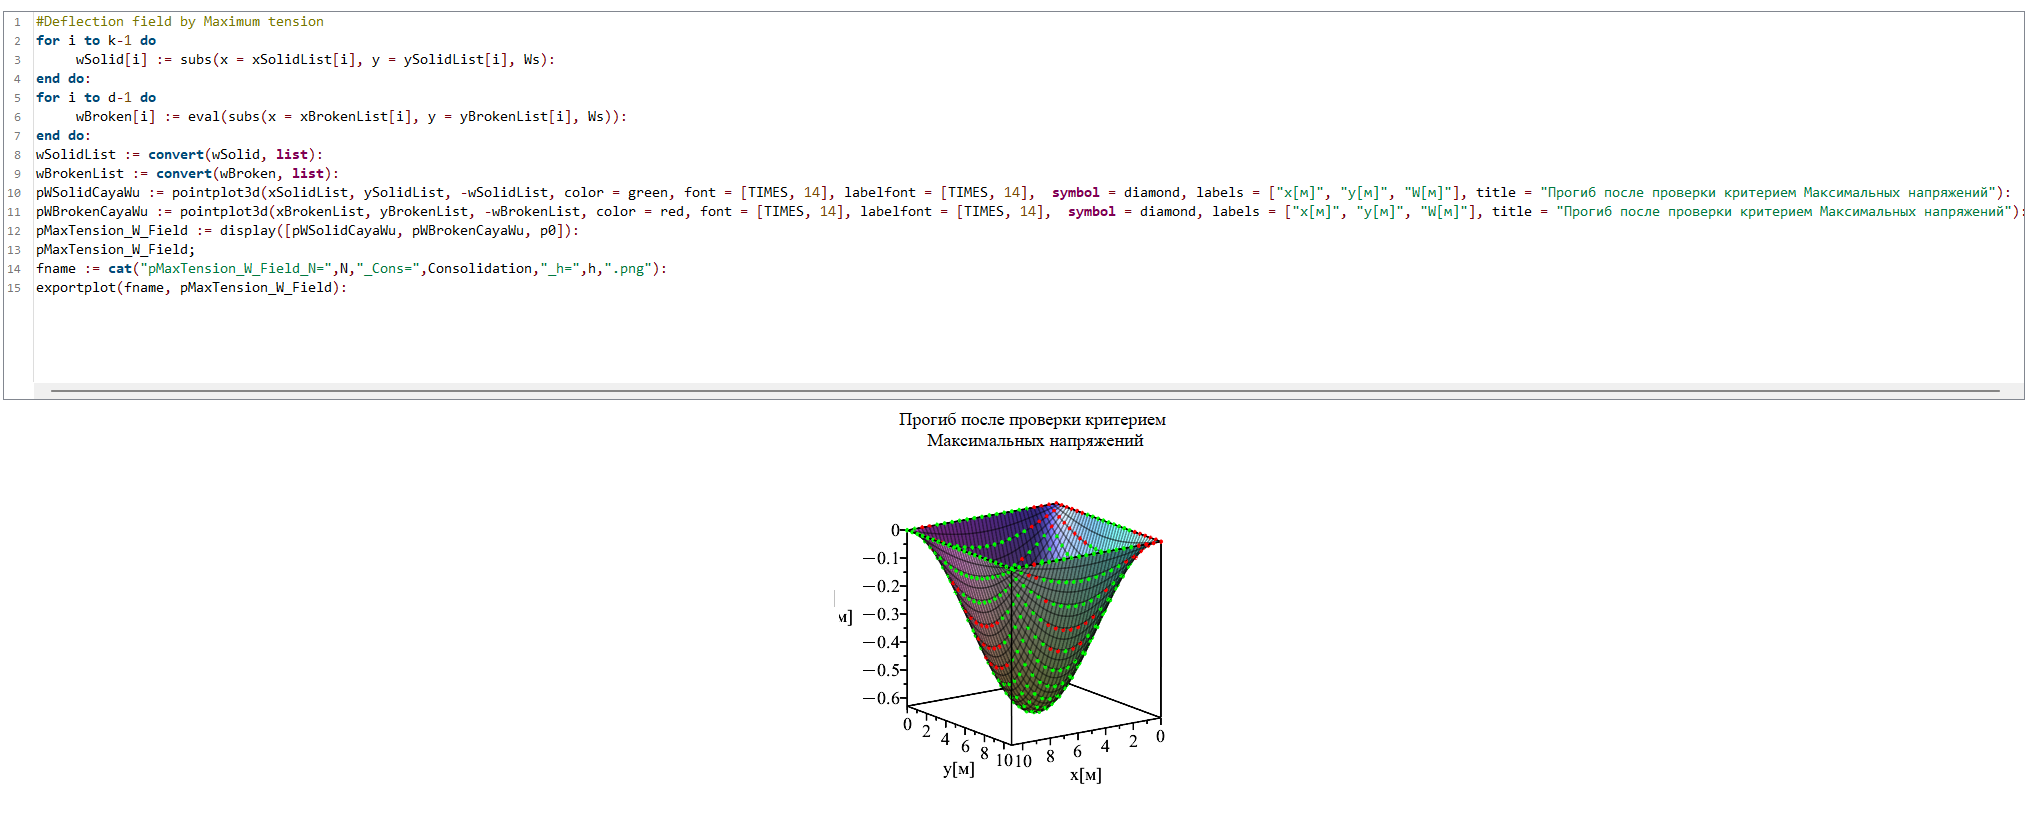 1 #Deflection field by Maximum tension
2 for i to k-1 do
3 wSolid[i] := subs(x = xSolidList[i], y = ySolidList[i], Ws):
4 end do:
5 for i to d-1 do
6 wBroken[i] := eval(subs(x = xBrokenList[i], y = yBrokenList[i], Ws)):
7 end do:
8 wSolidList := convert(wSolid, list):
9 wBrokenList := convert(wBroken, list):
10 pWSolidCayaWu := pointplot3d(xSolidList, ySolidList, -wSolidList, color = green, font = [TIMES, 14], labelfont = [TIMES, 14], symbol = diamond, labels = ["x[м]", "y[м]", "W[м]"], title = "Прогиб после проверки критерием Максимальных напряжений"):
11 pWBrokenCayaWu := pointplot3d(xBrokenList, yBrokenList, -wBrokenList, color = red, font = [TIMES, 14], labelfont = [TIMES, 14], symbol = diamond, labels = ["x[м]", "y[м]", "W[м]"], title = "Прогиб после проверки критерием Максимальных напряжений"):
12 pMaxTension_W_Field := display([pWSolidCayaWu, pWBrokenCayaWu, p0]):
13 pMaxTension_W_Field;
14 fname := cat("pMaxTension_W_Field_N=",N,"_Cons=",Consolidation,"_h=",h,".png"):
15 exportplot(fname, pMaxTension_W_Field):
Прогиб после проверки критерием
Максимальных напряжений
0
−0.1
−0.2
−0.3
м]
−0.4
−0.5
−0.6
0 2 4 6 8 10
10 8 6 4 2 0
y[м]
x[м]